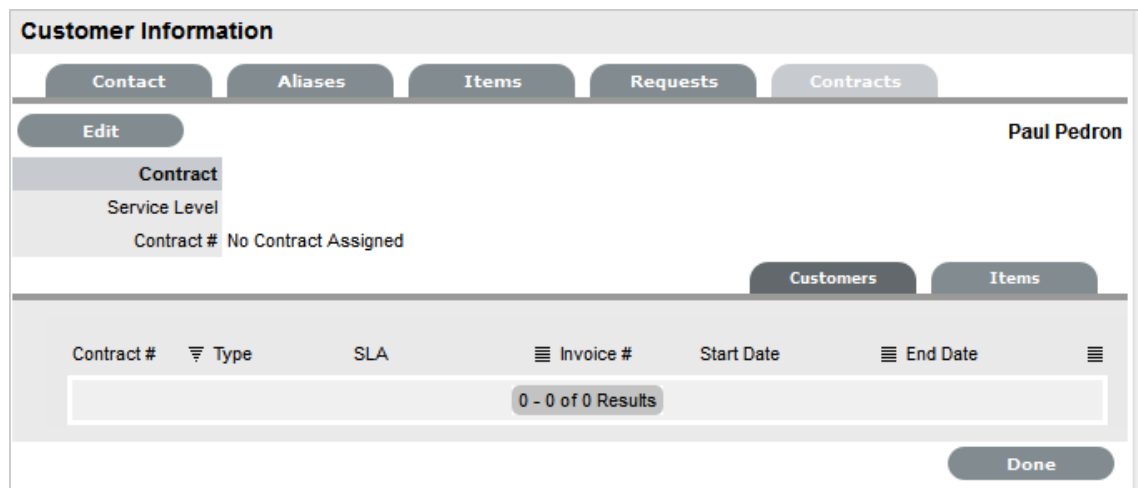 Customer Information
Contact Aliases Items Requests Contracts
Edit Paul Pedron
Contract
Service Level
Contract # No Contract Assigned
Customers Items
Contract # Type SLA Invoice # Start Date End Date
0 - 0 of 0 Results
Done